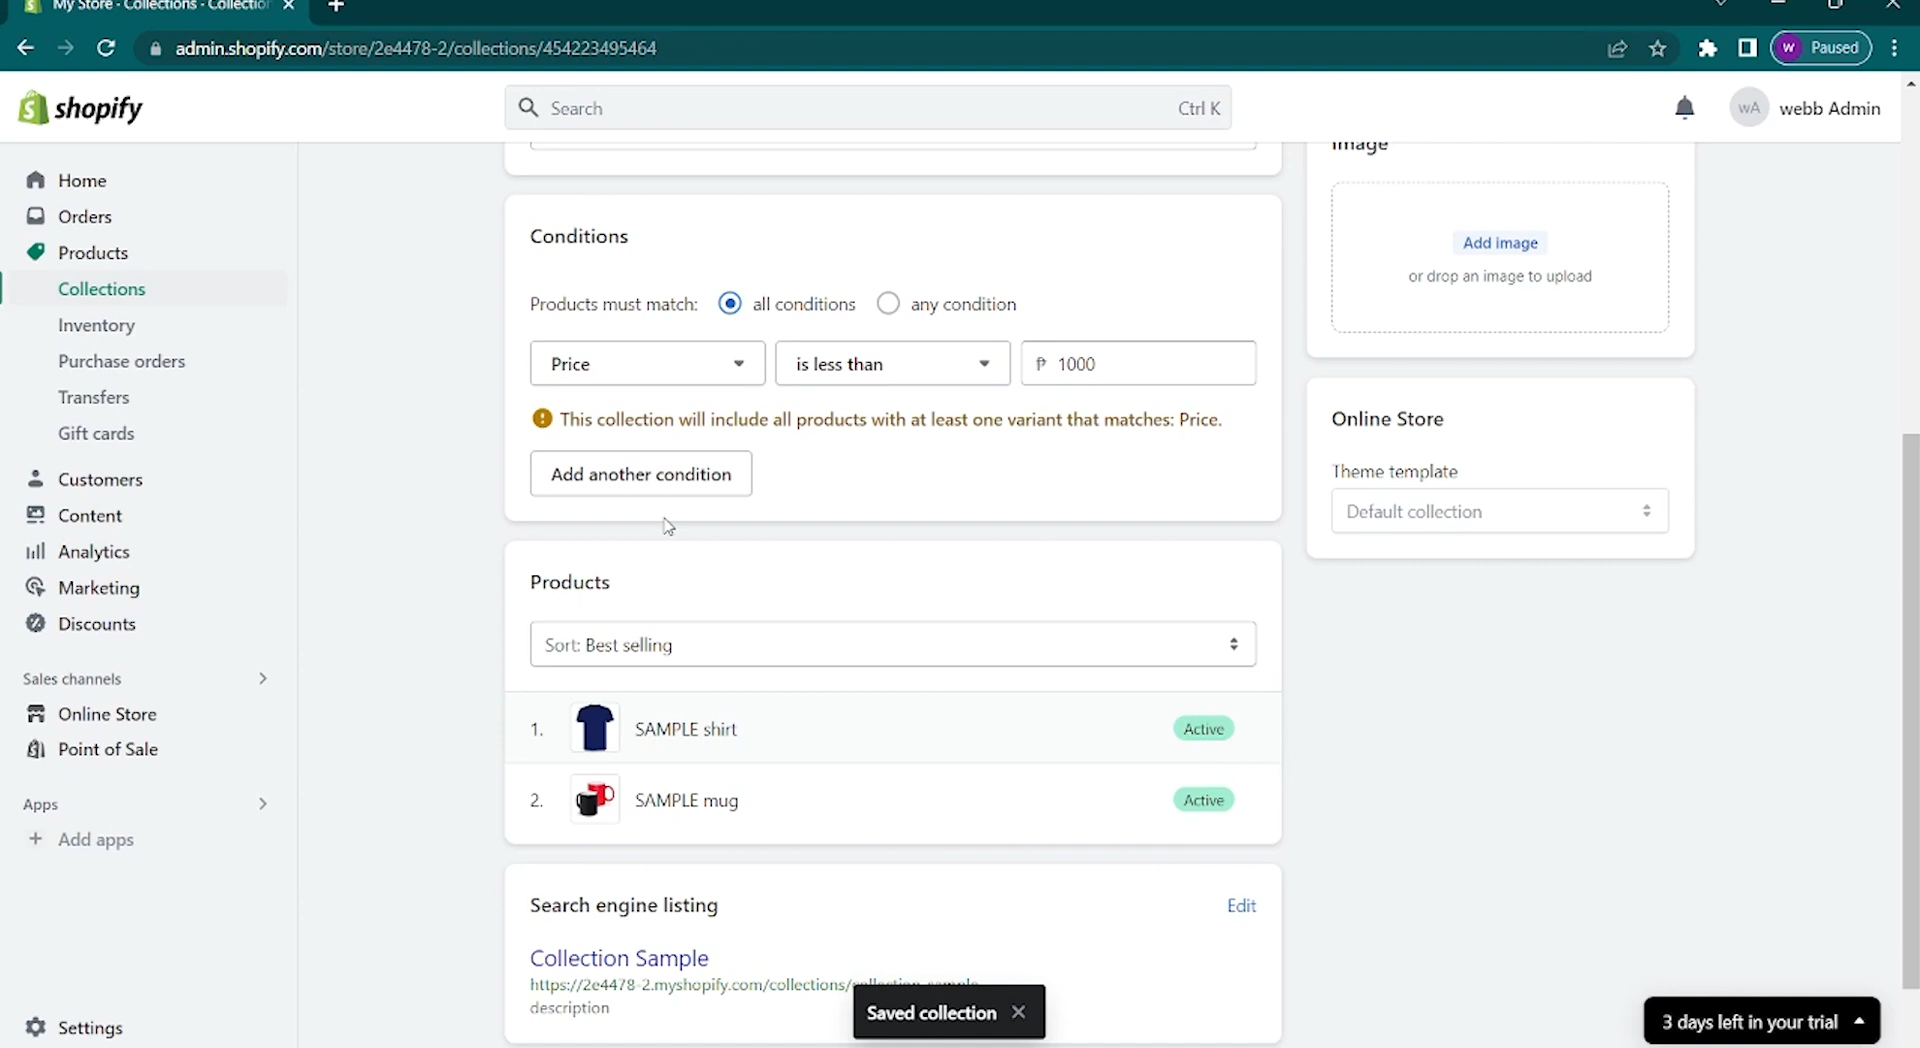 My Store - Collections - Collection
admin.shopify.com/store/2e4478-2/collections/454223495464
W Paused
shopify
Search
Ctrl K
wA webb Admin
Home
Orders
Products
Collections
Inventory
Purchase orders
Transfers
Gift cards
Customers
Content
Analytics
Marketing
Discounts
Sales channels
Online Store
Point of Sale
Apps
Add apps
Settings
Conditions
Products must match: all conditions any condition
Price
is less than
₱ 1000
This collection will include all products with at least one variant that matches: Price.
Add another condition
Products
Sort: Best selling
1. SAMPLE shirt Active
2. SAMPLE mug Active
Search engine listing
Edit
Collection Sample
https://2e4478-2.myshopify.com/collections/collection-sample
description
Saved collection
Image
Add image
or drop an image to upload
Online Store
Theme template
Default collection
3 days left in your trial